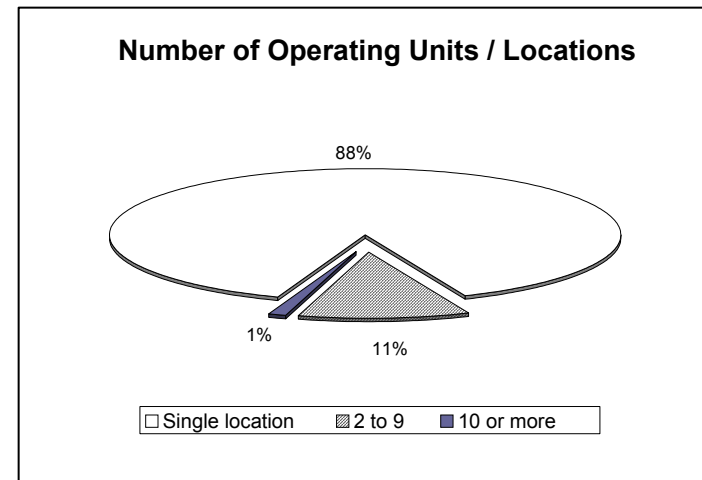 Number of Operating Units / Locations
88%
1%
11%
Single location 2 to 9 10 or more